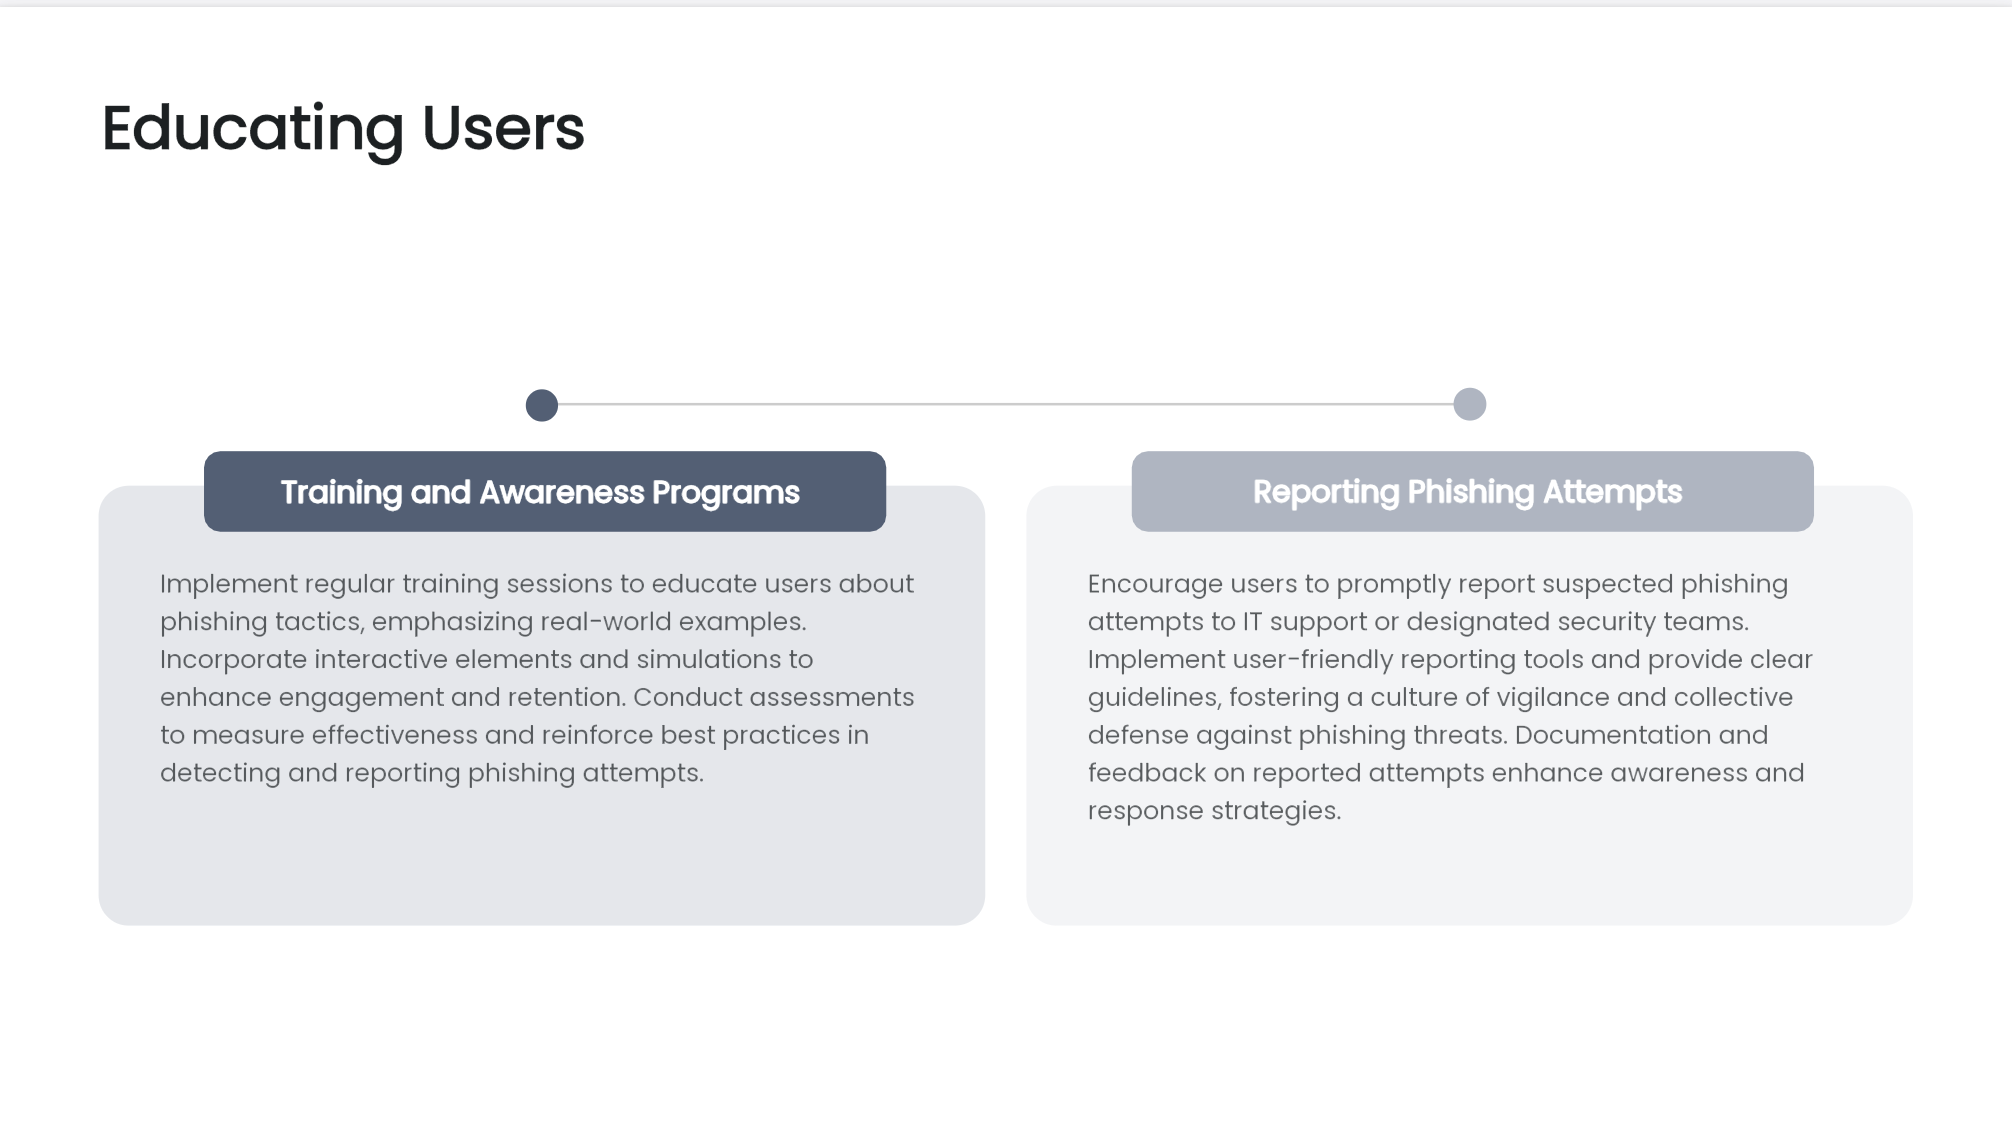 Educating Users
Training and Awareness Programs
Implement regular training sessions to educate users about
phishing tactics, emphasizing real-world examples.
Incorporate interactive elements and simulations to
enhance engagement and retention. Conduct assessments
to measure effectiveness and reinforce best practices in
detecting and reporting phishing attempts.
Reporting Phishing Attempts
Encourage users to promptly report suspected phishing
attempts to IT support or designated security teams.
Implement user-friendly reporting tools and provide clear
guidelines, fostering a culture of vigilance and collective
defense against phishing threats. Documentation and
feedback on reported attempts enhance awareness and
response strategies.